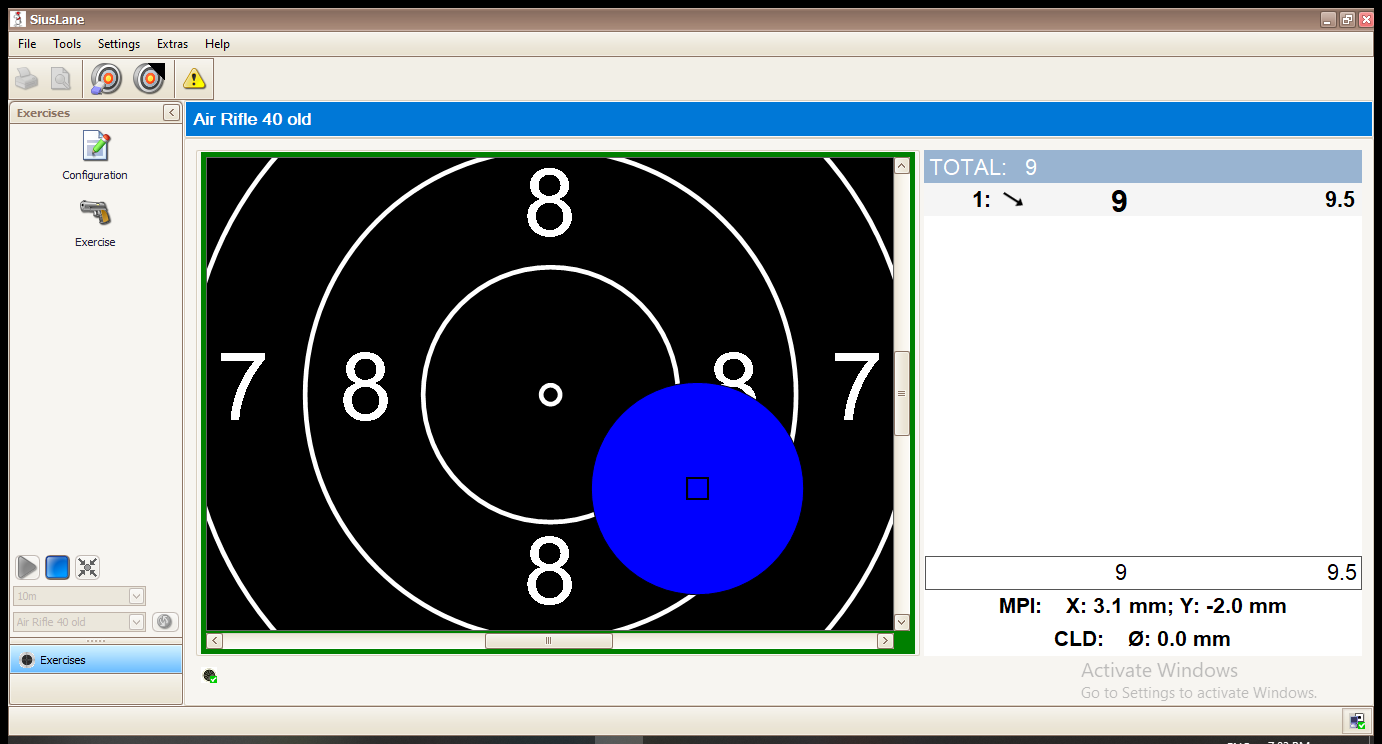 SiusLane
File Tools Settings Extras Help
Exercises
Air Rifle 40 old
Configuration
Exercise
8
7 8 8 7
8
TOTAL: 9
1: 9 9.5
9 9.5
MPI: X: 3.1 mm; Y: -2.0 mm
CLD: Ø: 0.0 mm
10m
Air Rifle 40 old
Exercises
Activate Windows
Go to Settings to activate Windows.